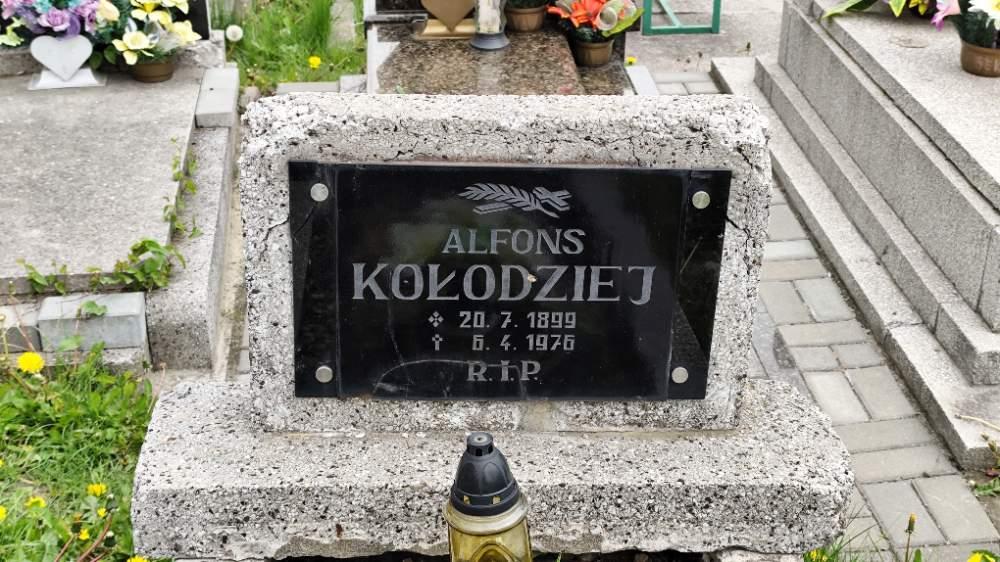 ALFONS
KOŁODZIEJ
✣ 20. 7. 1899
† 6. 4. 1976
R. I. P.